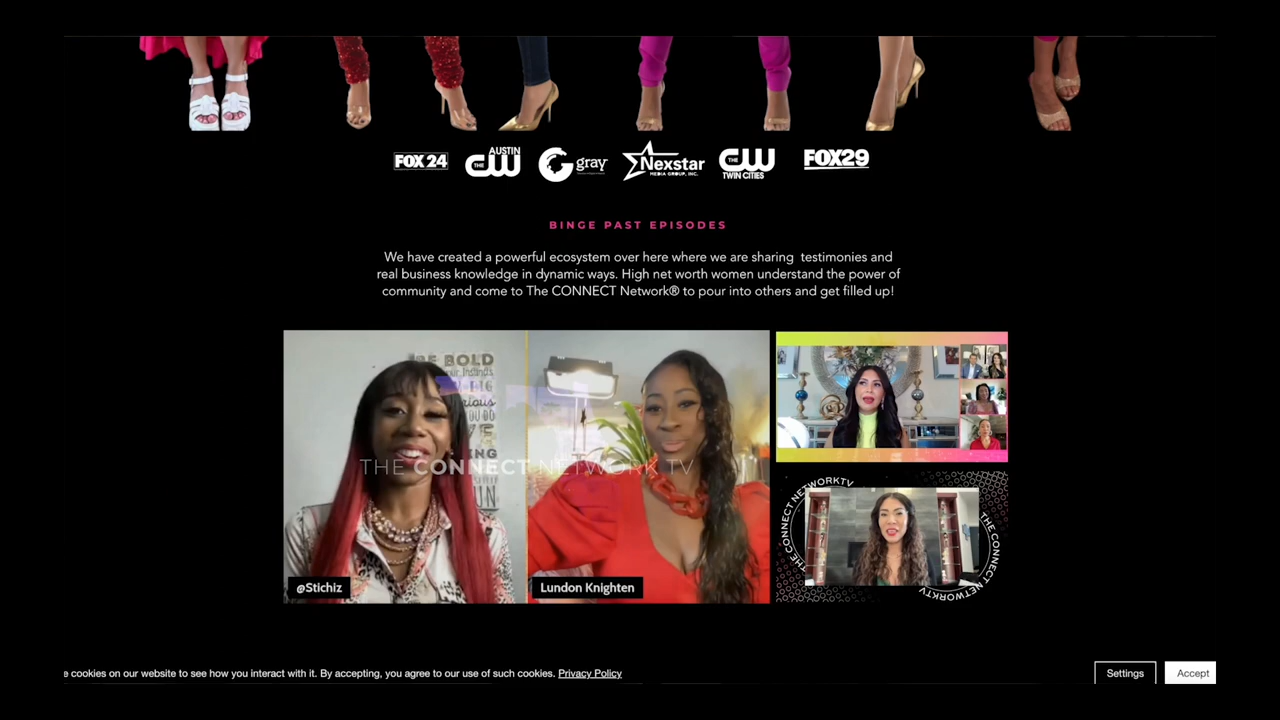 FOX 24
AUSTIN
THE CW
gray
Nexstar
MEDIA GROUP, INC.
THE CW
TWIN CITIES
FOX29
BINGE PAST EPISODES
We have created a powerful ecosystem over here where we are sharing testimonies and
real business knowledge in dynamic ways. High net worth women understand the power of
community and come to The CONNECT Network® to pour into others and get filled up!
BE BOLD
YOU DO
THE CONNECT NETWORK TV
@Stichiz
Lundon Knighten
THE CONNECT NETWORKTV
THE CONNECT
NETWORKTV
e cookies on our website to see how you interact with it. By accepting, you agree to our use of such cookies. Privacy Policy
Settings
Accept